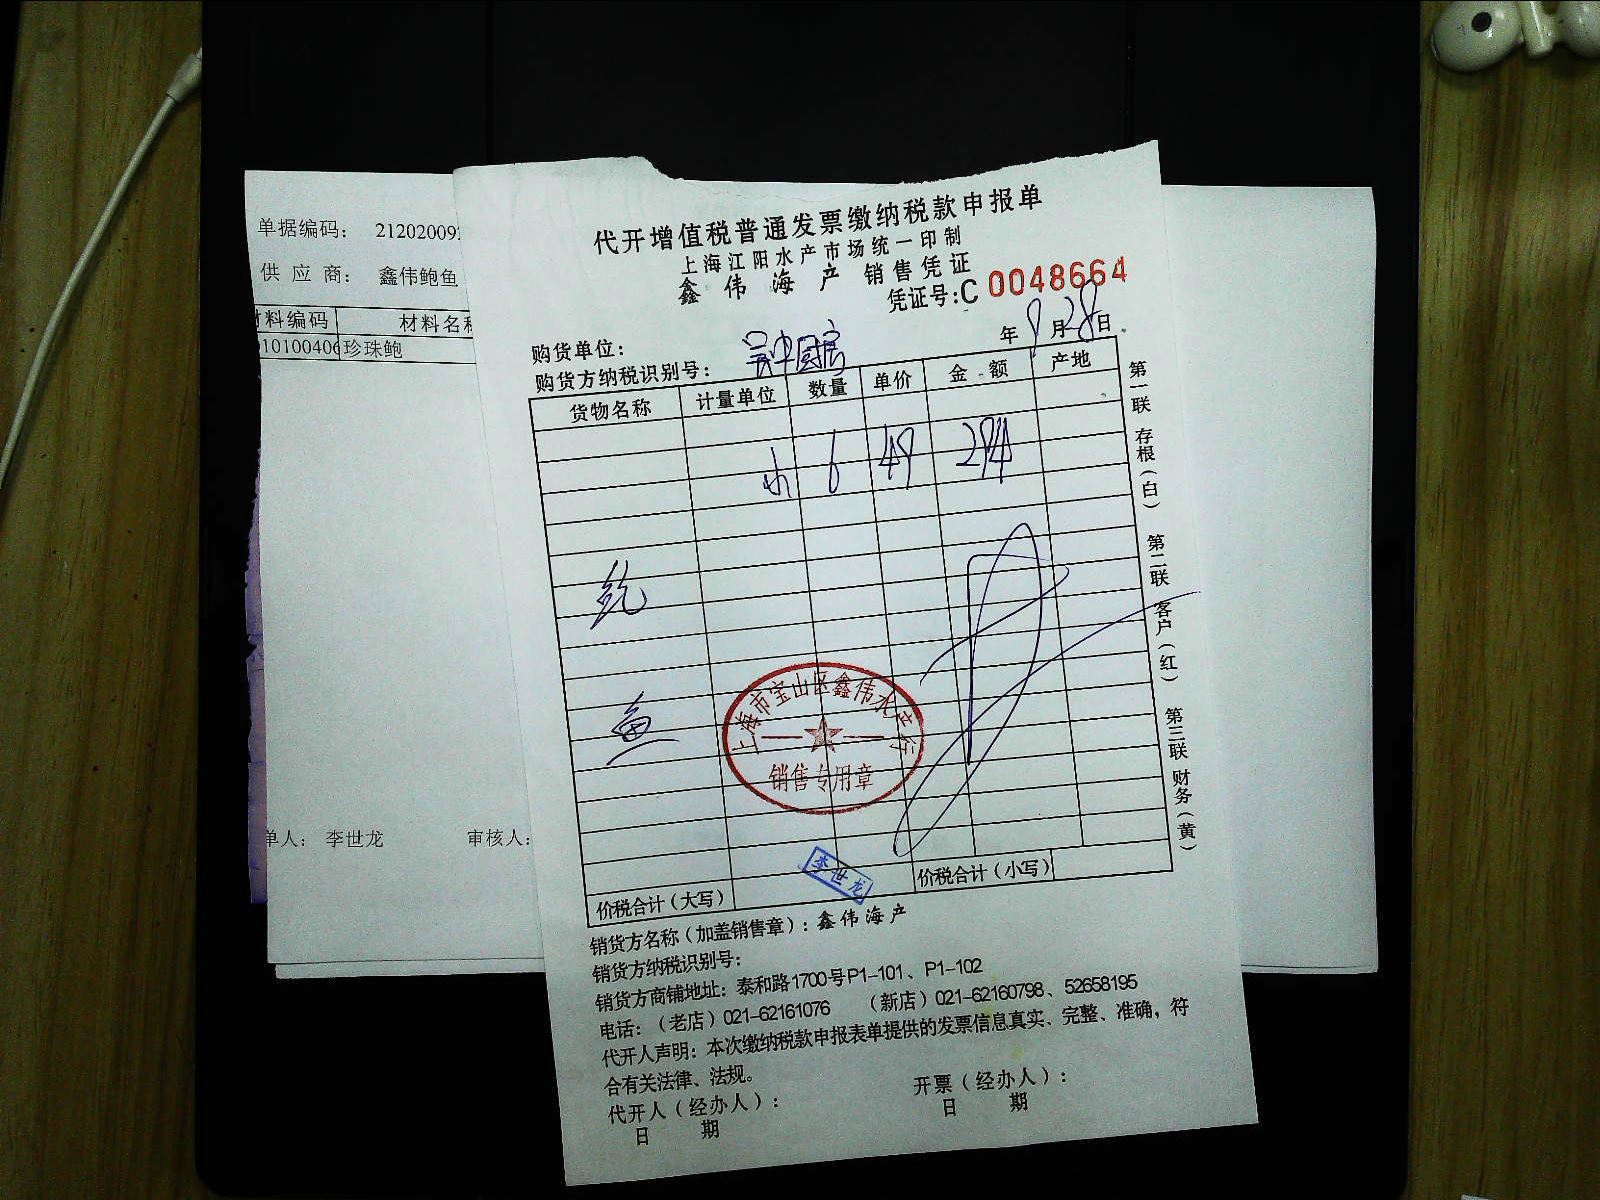 单据编码： 212020092
供 应 商： 鑫伟鲍鱼
材料编码 材料名称
01010040 珍珠鲍
单人： 李世龙 审核人：
代开增值税普通发票缴纳税款申报单
上海江阳水产市场统一印制
鑫伟海产 销售凭证
凭证号:C 0048664
年 9 月 28 日
购货单位：
购货方纳税识别号：
货物名称 计量单位 数量 单价 金额 产地
小 6 49 294
鲍
鱼
上海市宝山区鑫伟水产行
销售专用章
李世龙
价税合计（大写） 价税合计（小写）
第一联 存根（白） 第二联 客户（红） 第三联 财务（黄）
销货方名称（加盖销售章）：鑫伟海产
销货方纳税识别号：
销货方商铺地址：泰和路1700号P1-101、P1-102
电话：（老店）021-62161076 （新店）021-62160798、52658195
代开人声明：本次缴纳税款申报表单提供的发票信息真实、完整、准确，符
合有关法律、法规。
代开人（经办人）： 开票（经办人）：
日 期 日 期